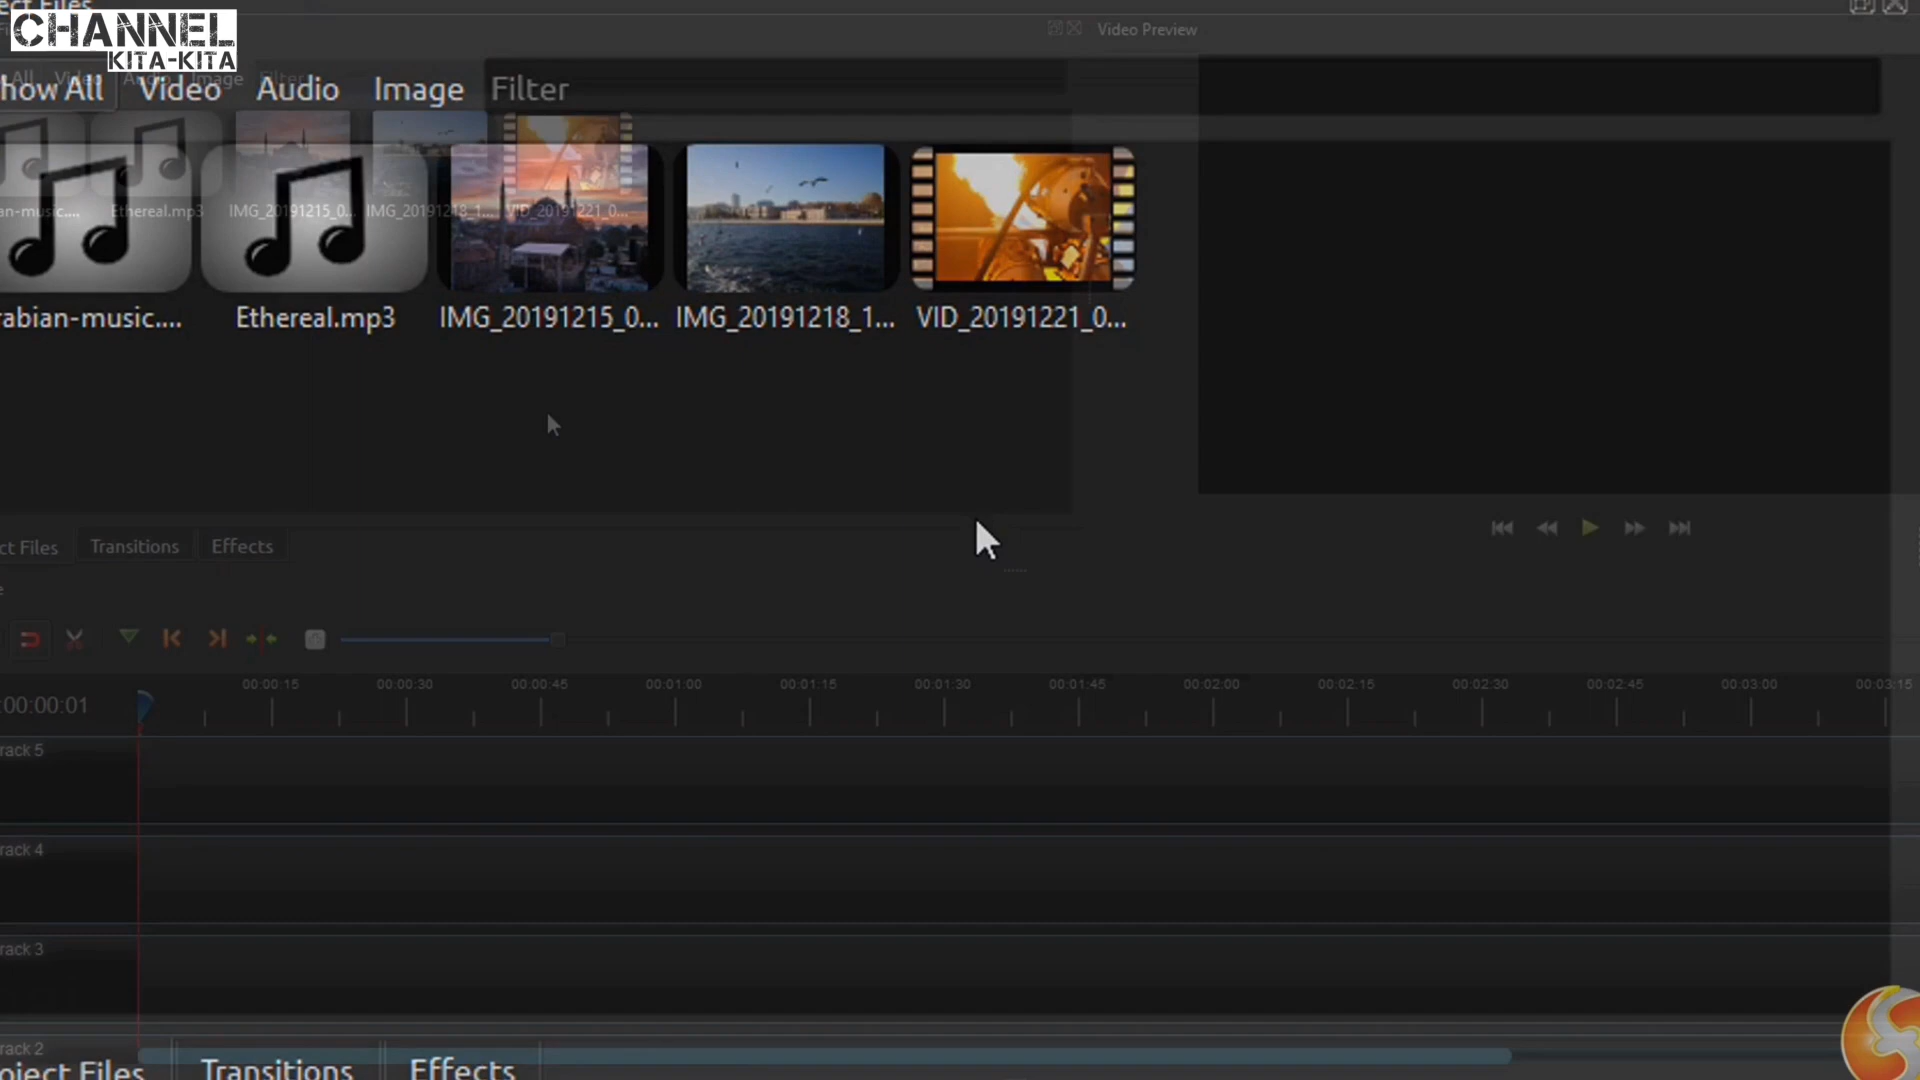 ect Files
CHANNEL
KITA-KITA
Video Preview
how All Video Audio Image Filter
All Video Audio Image Filter
an-music.... Ethereal.mp3 IMG_20191215_0... IMG_20191218_1... VID_20191221_0...
rabian-music.... Ethereal.mp3 IMG_20191215_0... IMG_20191218_1... VID_20191221_0...
ct Files Transitions Effects
e
00:00:15 00:00:30 00:00:45 00:01:00 00:01:15 00:01:30 00:01:45 00:02:00 00:02:15 00:02:30 00:02:45 00:03:00 00:03:15
:00:00:01
rack 5
rack 4
rack 3
rack 2
oject Files Transitions Effects